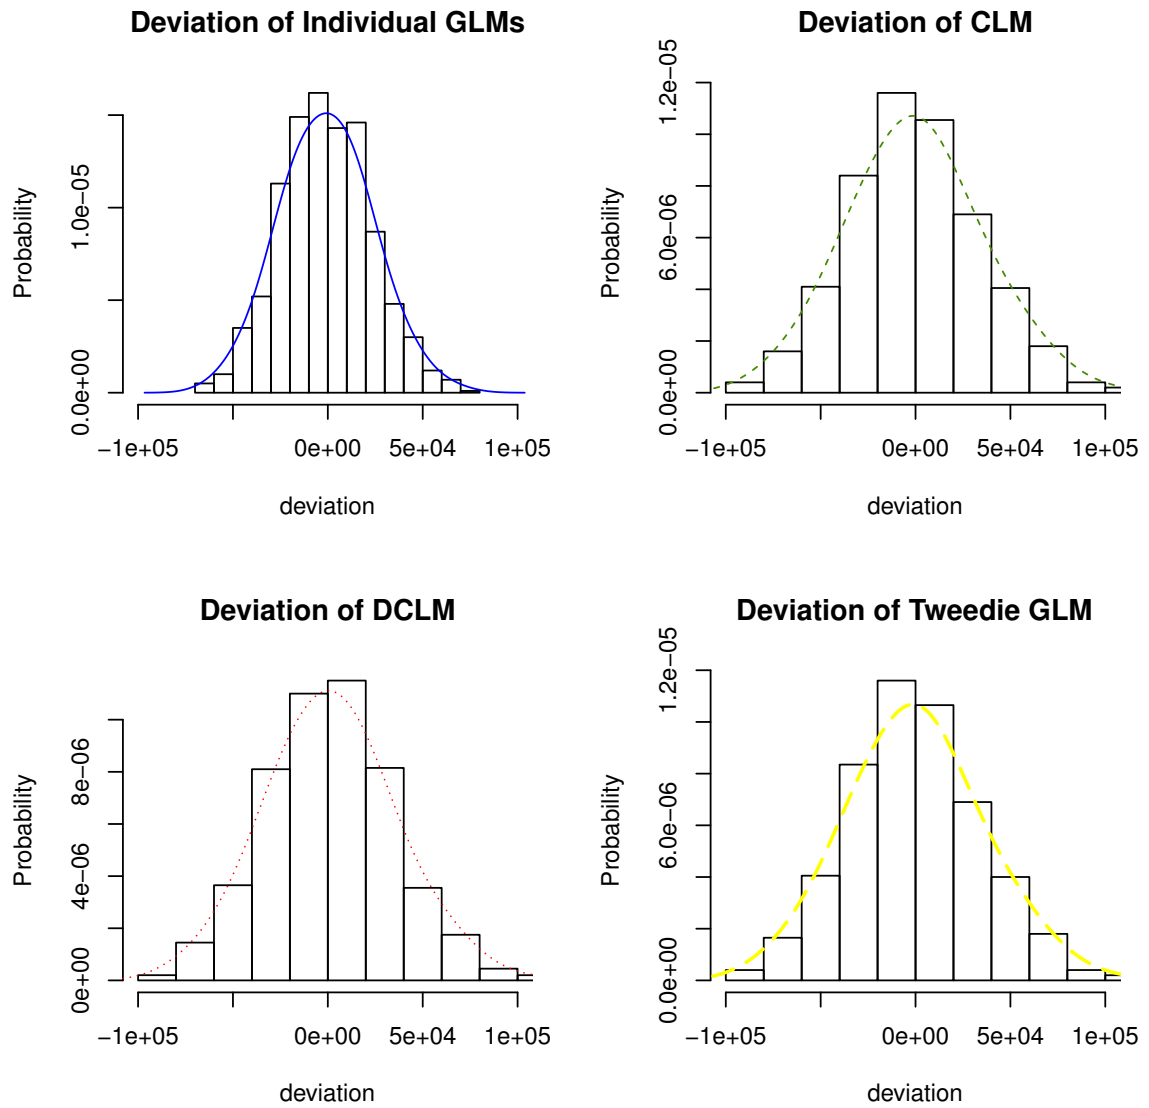 Deviation of Individual GLMs
Probability
0.0e+00 1.0e−05
−1e+05 0e+00 5e+04 1e+05
deviation
Deviation of CLM
Probability
0.0e+00 6.0e−06 1.2e−05
−1e+05 0e+00 5e+04 1e+05
deviation
Deviation of DCLM
Probability
0e+00 4e−06 8e−06
−1e+05 0e+00 5e+04 1e+05
deviation
Deviation of Tweedie GLM
Probability
0.0e+00 6.0e−06 1.2e−05
−1e+05 0e+00 5e+04 1e+05
deviation